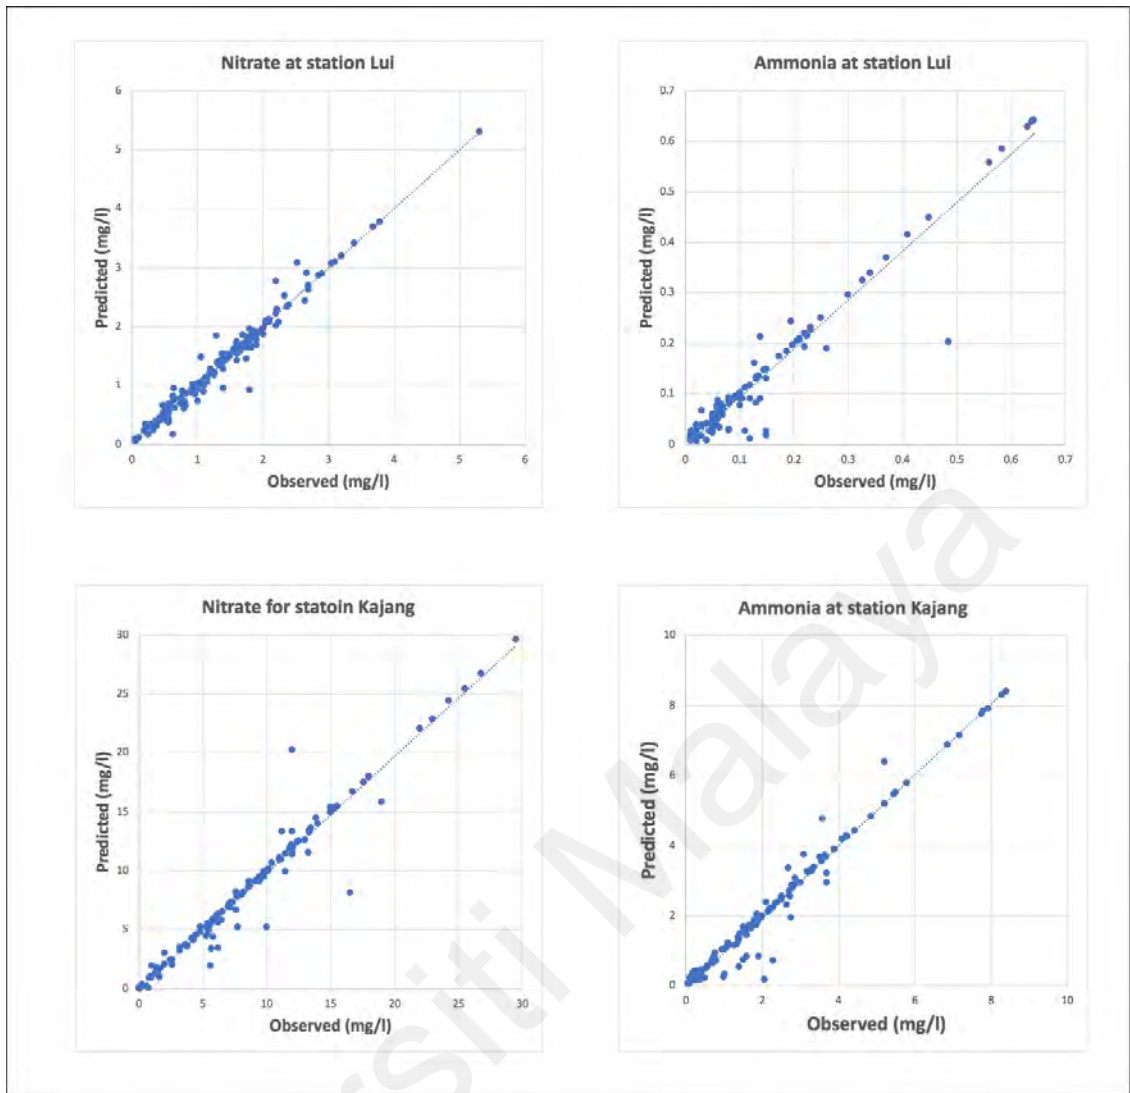 Nitrate at station Lui
6
5
4
3
2
1
0
0 1 2 3 4 5 6
Predicted (mg/l)
Observed (mg/l)
Ammonia at station Lui
0.7
0.6
0.5
0.4
0.3
0.2
0.1
0
0 0.1 0.2 0.3 0.4 0.5 0.6 0.7
Predicted (mg/l)
Observed (mg/l)
Nitrate for statoin Kajang
30
25
20
15
10
5
0
0 5 10 15 20 25 30
Predicted (mg/l)
Observed (mg/l)
Ammonia at station Kajang
10
8
6
4
2
0
0 2 4 6 8 10
Predicted (mg/l)
Observed (mg/l)
rsiti Malaya